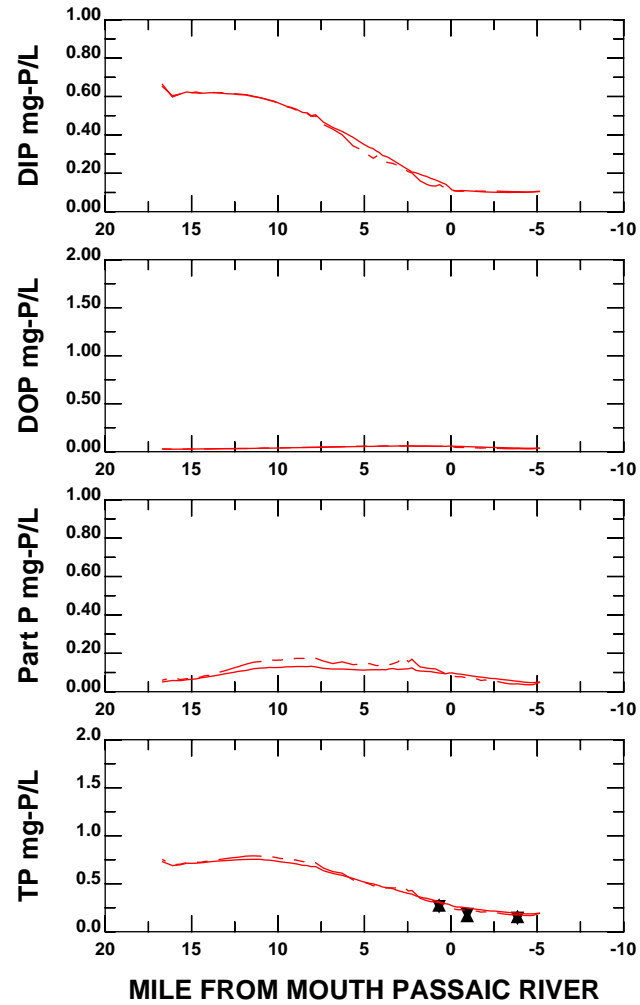 DIP mg-P/L
1.00
0.80
0.60
0.40
0.20
0.00
20 15 10 5 0 -5 -10
DOP mg-P/L
2.00
1.50
1.00
0.50
0.00
20 15 10 5 0 -5 -10
Part P mg-P/L
1.00
0.80
0.60
0.40
0.20
0.00
20 15 10 5 0 -5 -10
TP mg-P/L
2.0
1.5
1.0
0.5
0.0
20 15 10 5 0 -5 -10
MILE FROM MOUTH PASSAIC RIVER